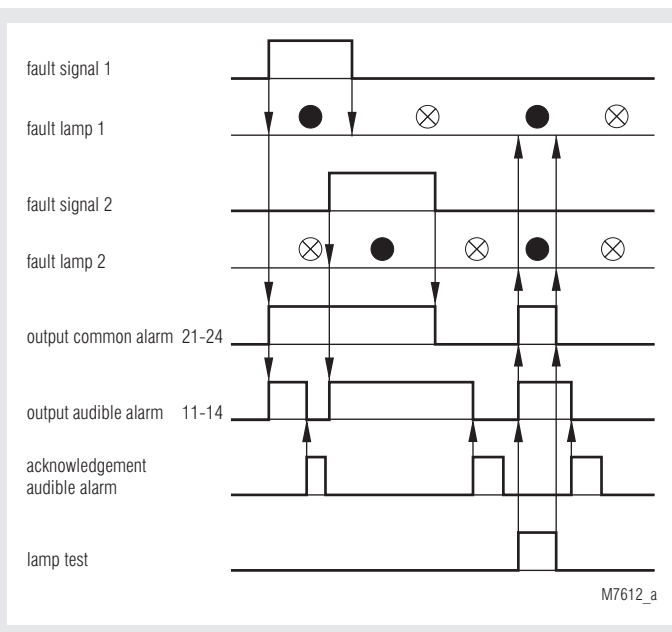 fault signal 1
fault lamp 1
fault signal 2
fault lamp 2
output common alarm 21-24
output audible alarm 11-14
acknowledgement
audible alarm
lamp test
M7612_a